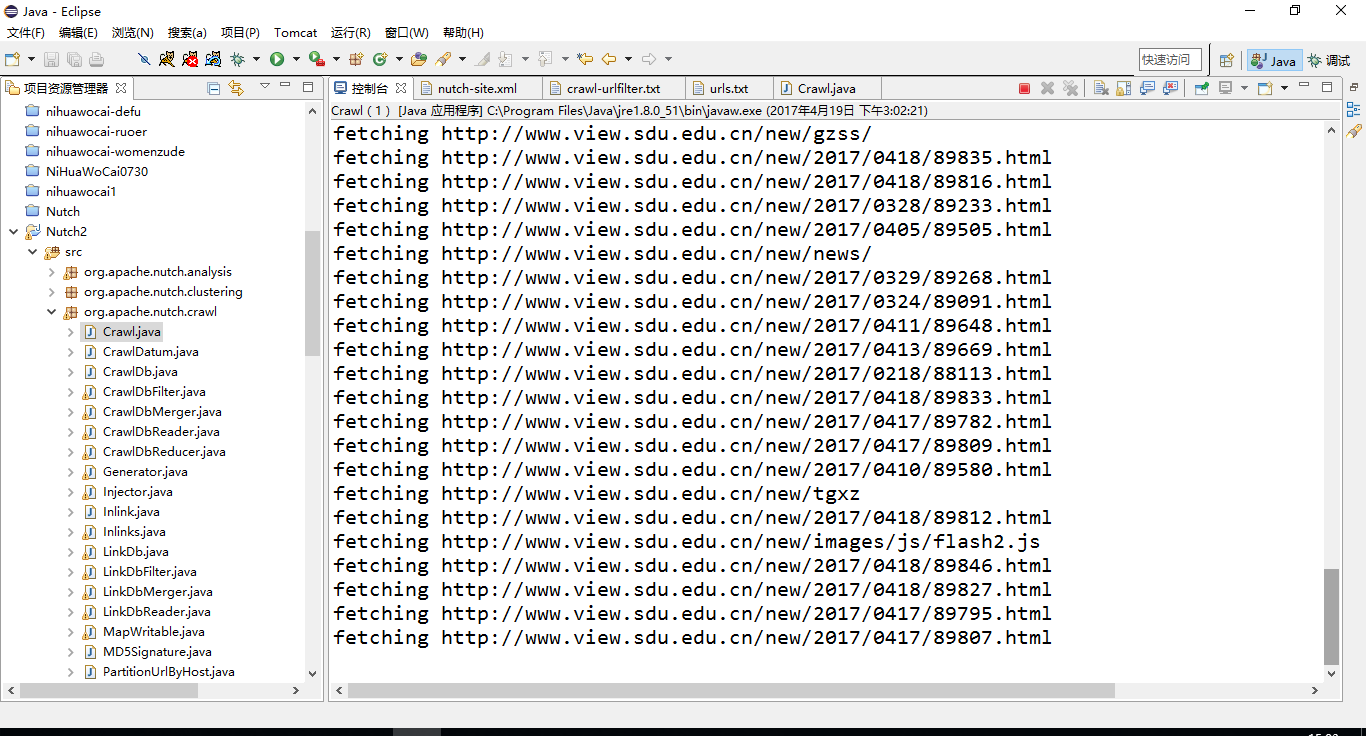 Java - Eclipse
文件(F) 编辑(E) 浏览(N) 搜索(a) 项目(P) Tomcat 运行(R) 窗口(W) 帮助(H)
快速访问 Java 调试
项目资源管理器
控制台 nutch-site.xml crawl-urlfilter.txt urls.txt Crawl.java
nihuawocai-defu
nihuawocai-ruoer
nihuawocai-womenzude
NiHuaWoCai0730
nihuawocai1
Nutch
Nutch2
src
org.apache.nutch.analysis
org.apache.nutch.clustering
org.apache.nutch.crawl
Crawl.java
CrawlDatum.java
CrawlDb.java
CrawlDbFilter.java
CrawlDbMerger.java
CrawlDbReader.java
CrawlDbReducer.java
Generator.java
Injector.java
Inlink.java
Inlinks.java
LinkDb.java
LinkDbFilter.java
LinkDbMerger.java
LinkDbReader.java
MapWritable.java
MD5Signature.java
PartitionUrlByHost.java
Crawl ( 1 ) [Java 应用程序] C:\Program Files\Java\jre1.8.0_51\bin\javaw.exe (2017年4月19日 下午3:02:21)
fetching http://www.view.sdu.edu.cn/new/gzss/
fetching http://www.view.sdu.edu.cn/new/2017/0418/89835.html
fetching http://www.view.sdu.edu.cn/new/2017/0418/89816.html
fetching http://www.view.sdu.edu.cn/new/2017/0328/89233.html
fetching http://www.view.sdu.edu.cn/new/2017/0405/89505.html
fetching http://www.view.sdu.edu.cn/new/news/
fetching http://www.view.sdu.edu.cn/new/2017/0329/89268.html
fetching http://www.view.sdu.edu.cn/new/2017/0324/89091.html
fetching http://www.view.sdu.edu.cn/new/2017/0411/89648.html
fetching http://www.view.sdu.edu.cn/new/2017/0413/89669.html
fetching http://www.view.sdu.edu.cn/new/2017/0218/88113.html
fetching http://www.view.sdu.edu.cn/new/2017/0418/89833.html
fetching http://www.view.sdu.edu.cn/new/2017/0417/89782.html
fetching http://www.view.sdu.edu.cn/new/2017/0417/89809.html
fetching http://www.view.sdu.edu.cn/new/2017/0410/89580.html
fetching http://www.view.sdu.edu.cn/new/tgxz
fetching http://www.view.sdu.edu.cn/new/2017/0418/89812.html
fetching http://www.view.sdu.edu.cn/new/images/js/flash2.js
fetching http://www.view.sdu.edu.cn/new/2017/0418/89846.html
fetching http://www.view.sdu.edu.cn/new/2017/0418/89827.html
fetching http://www.view.sdu.edu.cn/new/2017/0417/89795.html
fetching http://www.view.sdu.edu.cn/new/2017/0417/89807.html